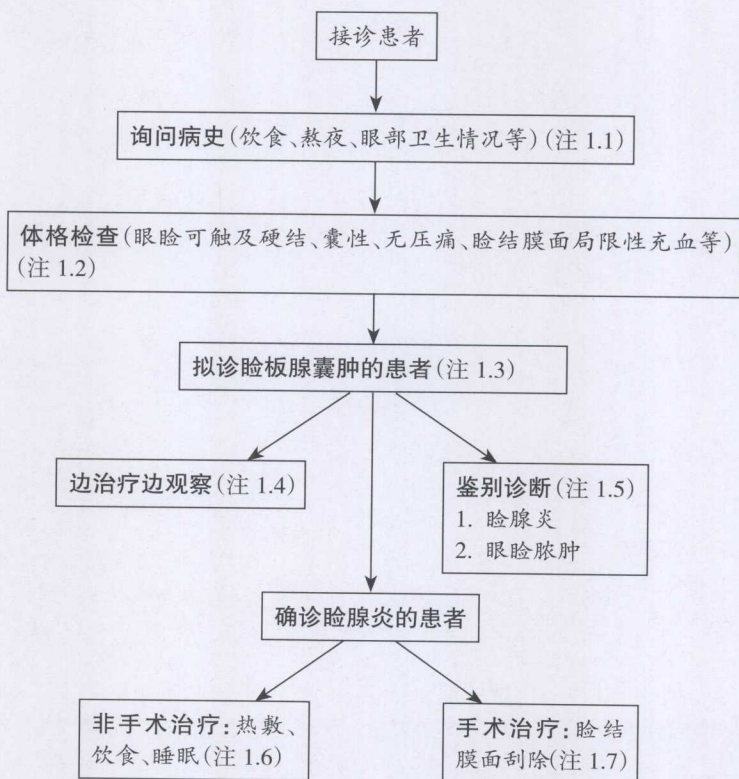 接诊患者
询问病史(饮食、熬夜、眼部卫生情况等)(注 1.1)
体格检查(眼睑可触及硬结、囊性、无压痛、睑结膜面局限性充血等)
(注 1.2)
拟诊睑板腺囊肿的患者(注 1.3)
边治疗边观察(注 1.4)
鉴别诊断(注 1.5)
1. 睑腺炎
2. 眼睑脓肿
确诊睑腺炎的患者
非手术治疗:热敷、
饮食、睡眠(注 1.6)
手术治疗:睑结
膜面刮除(注 1.7)